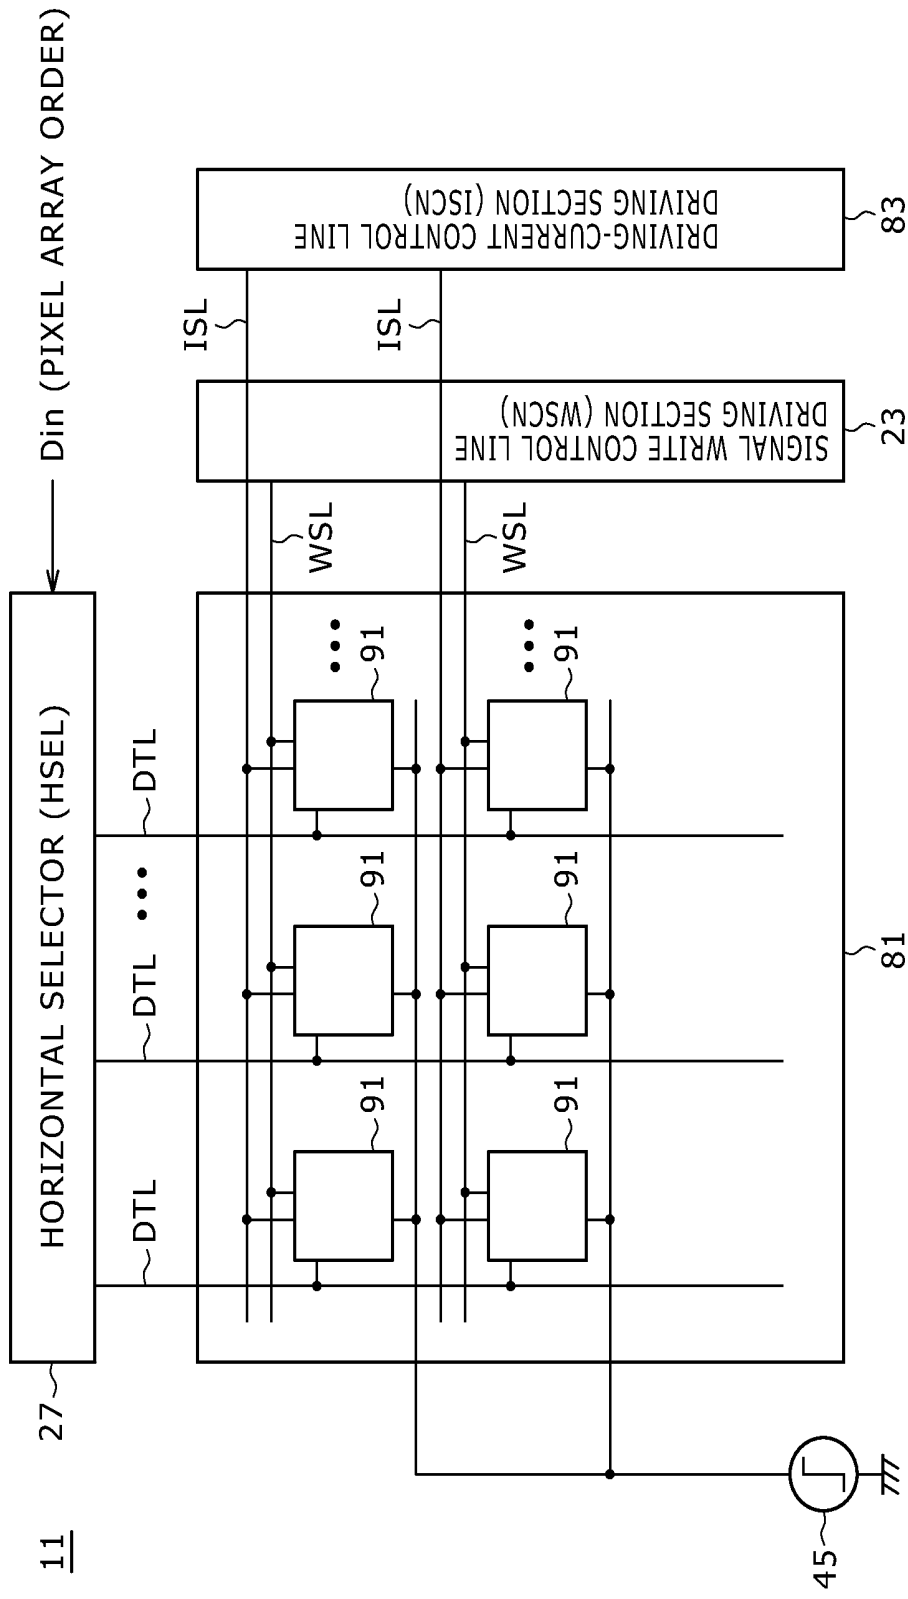 11
27
HORIZONTAL SELECTOR (HSEL)
Din (PIXEL ARRAY ORDER)
DTL
DTL
•••
DTL
ISL
WSL
91
91
91
•••
ISL
WSL
91
91
91
•••
SIGNAL WRITE CONTROL LINE
DRIVING SECTION (WSCN)
DRIVING-CURRENT CONTROL LINE
DRIVING SECTION (ISCN)
45
81
23
83